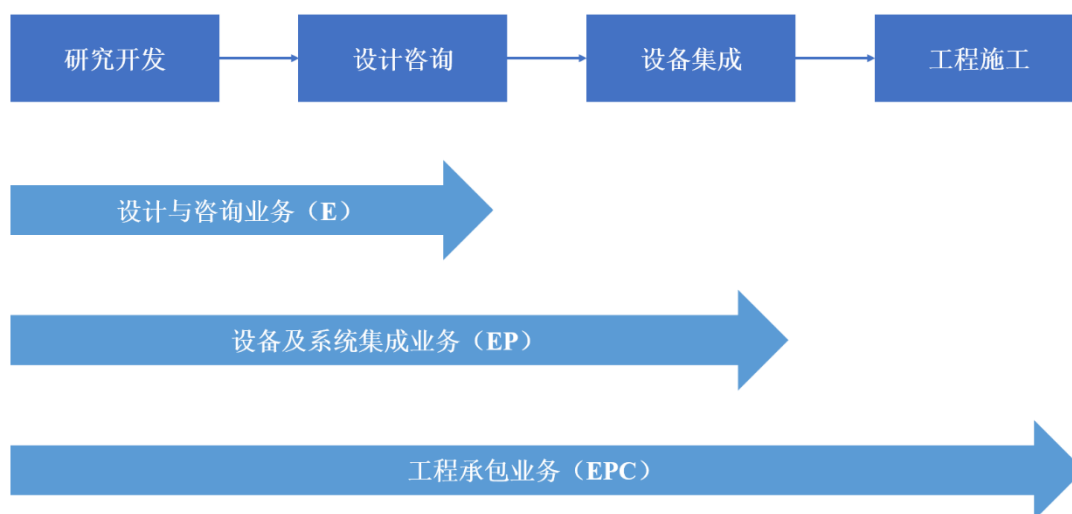 研究开发
设计咨询
设备集成
工程施工
设计与咨询业务（E）
设备及系统集成业务（EP）
工程承包业务（EPC）